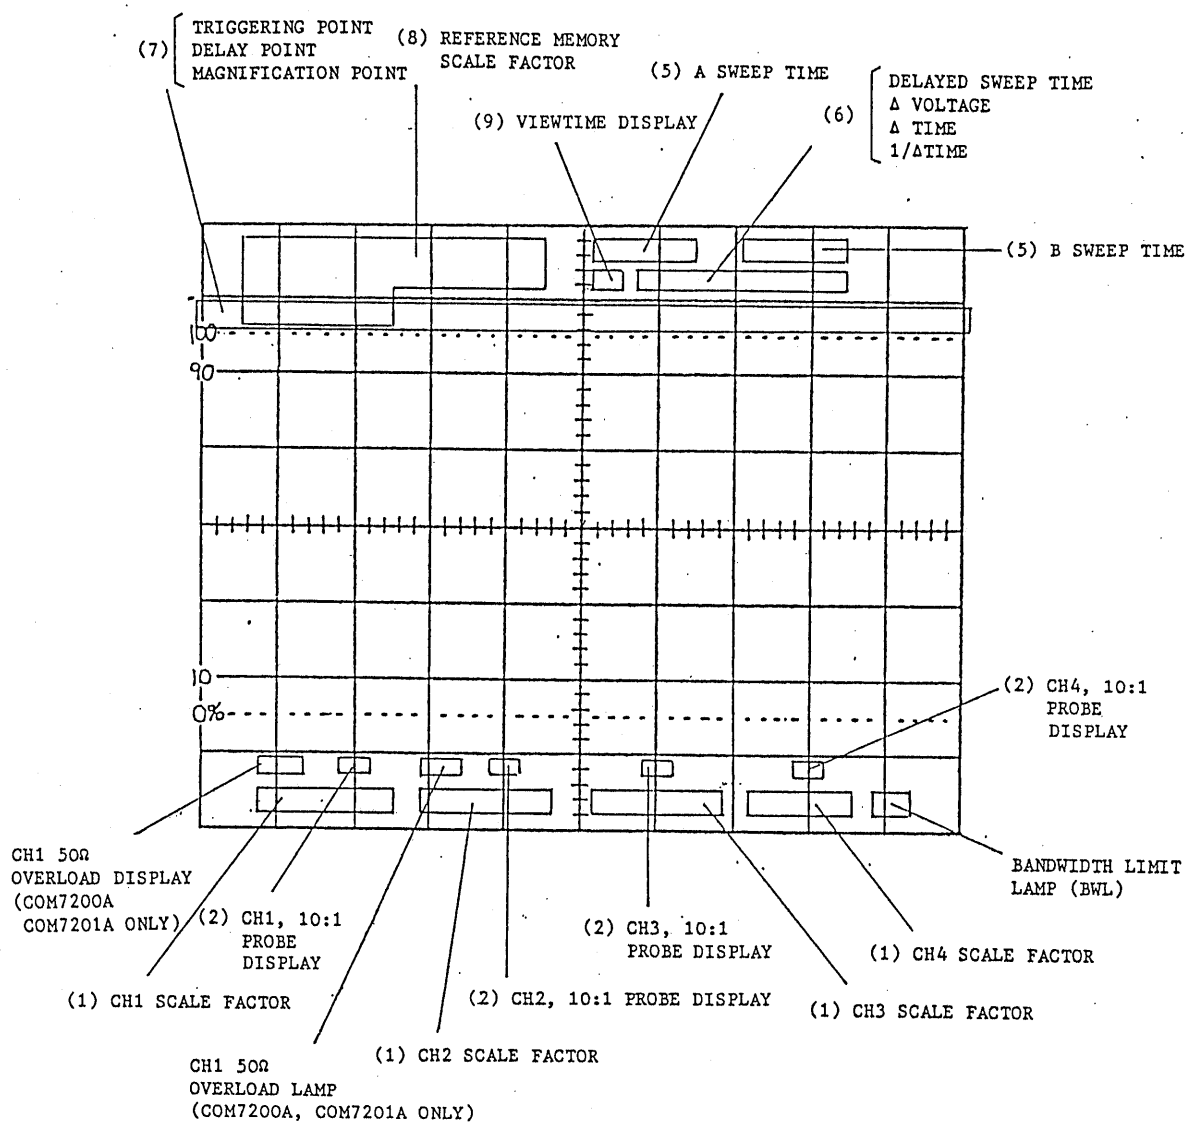 (7) TRIGGERING POINT
DELAY POINT
MAGNIFICATION POINT
(8) REFERENCE MEMORY
SCALE FACTOR
(5) A SWEEP TIME
(6) DELAYED SWEEP TIME
Δ VOLTAGE
Δ TIME
1/ΔTIME
(9) VIEWTIME DISPLAY
(5) B SWEEP TIME
100
90
10
0%
(2) CH4, 10:1
PROBE
DISPLAY
CH1 50Ω
OVERLOAD DISPLAY
(COM7200A
COM7201A ONLY)
(2) CH1, 10:1
PROBE
DISPLAY
(2) CH3, 10:1
PROBE DISPLAY
BANDWIDTH LIMIT
LAMP (BWL)
(1) CH4 SCALE FACTOR
(1) CH1 SCALE FACTOR
(2) CH2, 10:1 PROBE DISPLAY
(1) CH3 SCALE FACTOR
(1) CH2 SCALE FACTOR
CH1 50Ω
OVERLOAD LAMP
(COM7200A, COM7201A ONLY)